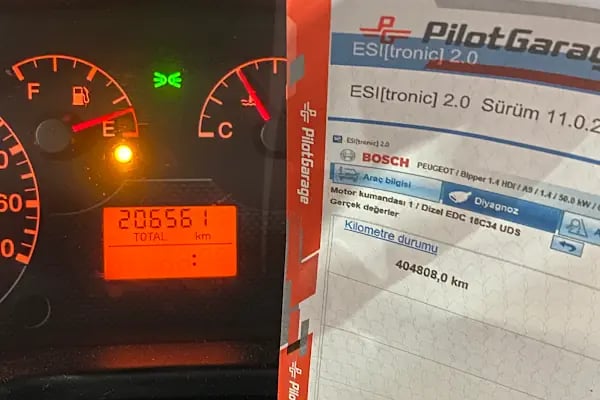 F
E
C
60
206561
TOTAL km
:
PilotGarage
PilotGarage
ESI[tronic] 2.0
ESI[tronic] 2.0 Sürüm 11.0.2
ESI[tronic] 2.0
BOSCH PEUGEOT / Bipper 1.4 HDI / A9 / 1.4 / 50.0 kW /
Araç bilgisi
Diyagnoz
Motor kumandası 1 / Dizel EDC 16C34 UDS
Gerçek değerler
Kilometre durumu
404808,0 km